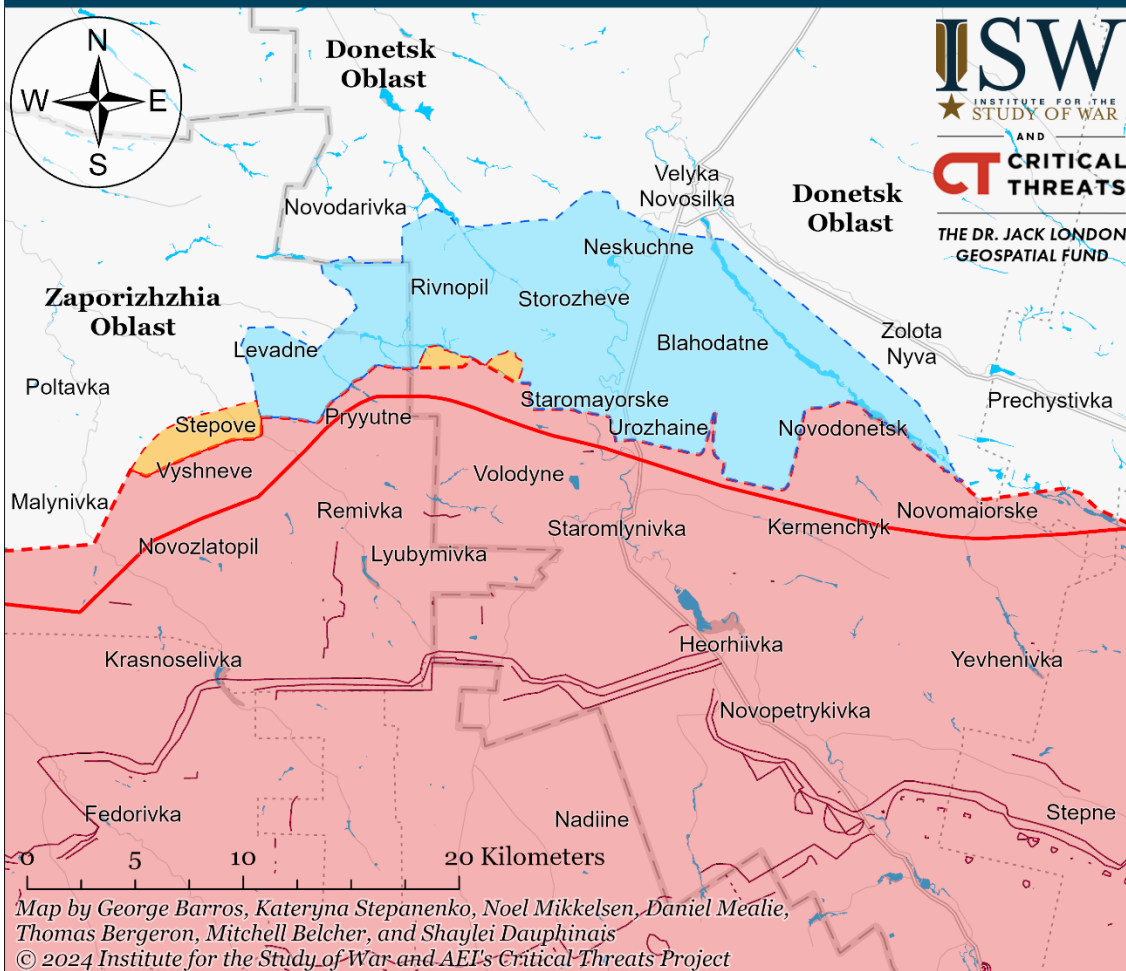 N
W
E
S
Donetsk
Oblast
ISW
INSTITUTE FOR THE
STUDY OF WAR
AND
CT CRITICAL
THREATS
THE DR. JACK LONDON
GEOSPATIAL FUND
Velyka
Novosilka
Donetsk
Oblast
Novodarivka
Neskuchne
Zaporizhzhia
Oblast
Rivnopil
Storozheve
Zolota
Nyva
Levadne
Blahodatne
Poltavka
Prechystivka
Staromayorske
Stepove
Pryyutne
Urozhaine
Novodonetsk
Vyshneve
Volodyne
Malynivka
Remivka
Novomaiorske
Staromlynivka
Kermenchyk
Novozlatopil
Lyubymivka
Heorhiivka
Krasnoselivka
Yevhenivka
Novopetrykivka
Fedorivka
Nadiine
Stepne
0 5 10 20 Kilometers
Map by George Barros, Kateryna Stepanenko, Noel Mikkelsen, Daniel Mealie,
Thomas Bergeron, Mitchell Belcher, and Shaylei Dauphinais
© 2024 Institute for the Study of War and AEI's Critical Threats Project